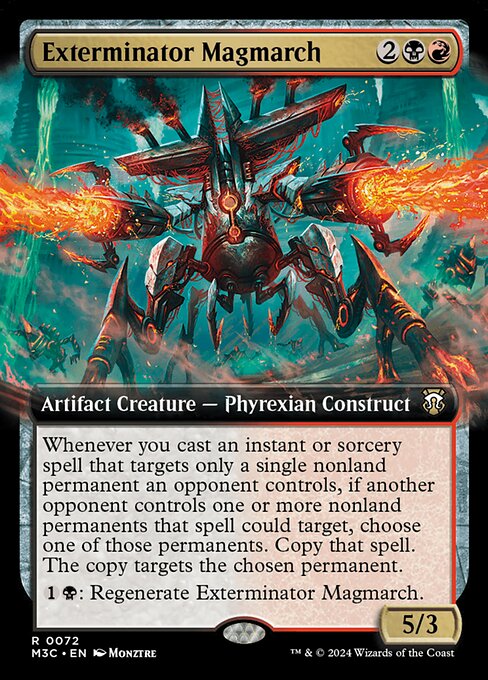 Exterminator Magmarch 2
Artifact Creature — Phyrexian Construct
Whenever you cast an instant or sorcery
spell that targets only a single nonland
permanent an opponent controls, if another
opponent controls one or more nonland
permanents that spell could target, choose
one of those permanents. Copy that spell.
The copy targets the chosen permanent.
1 : Regenerate Exterminator Magmarch.
5/3
R 0072
M3C • EN Monztre
™ & © 2024 Wizards of the Coast